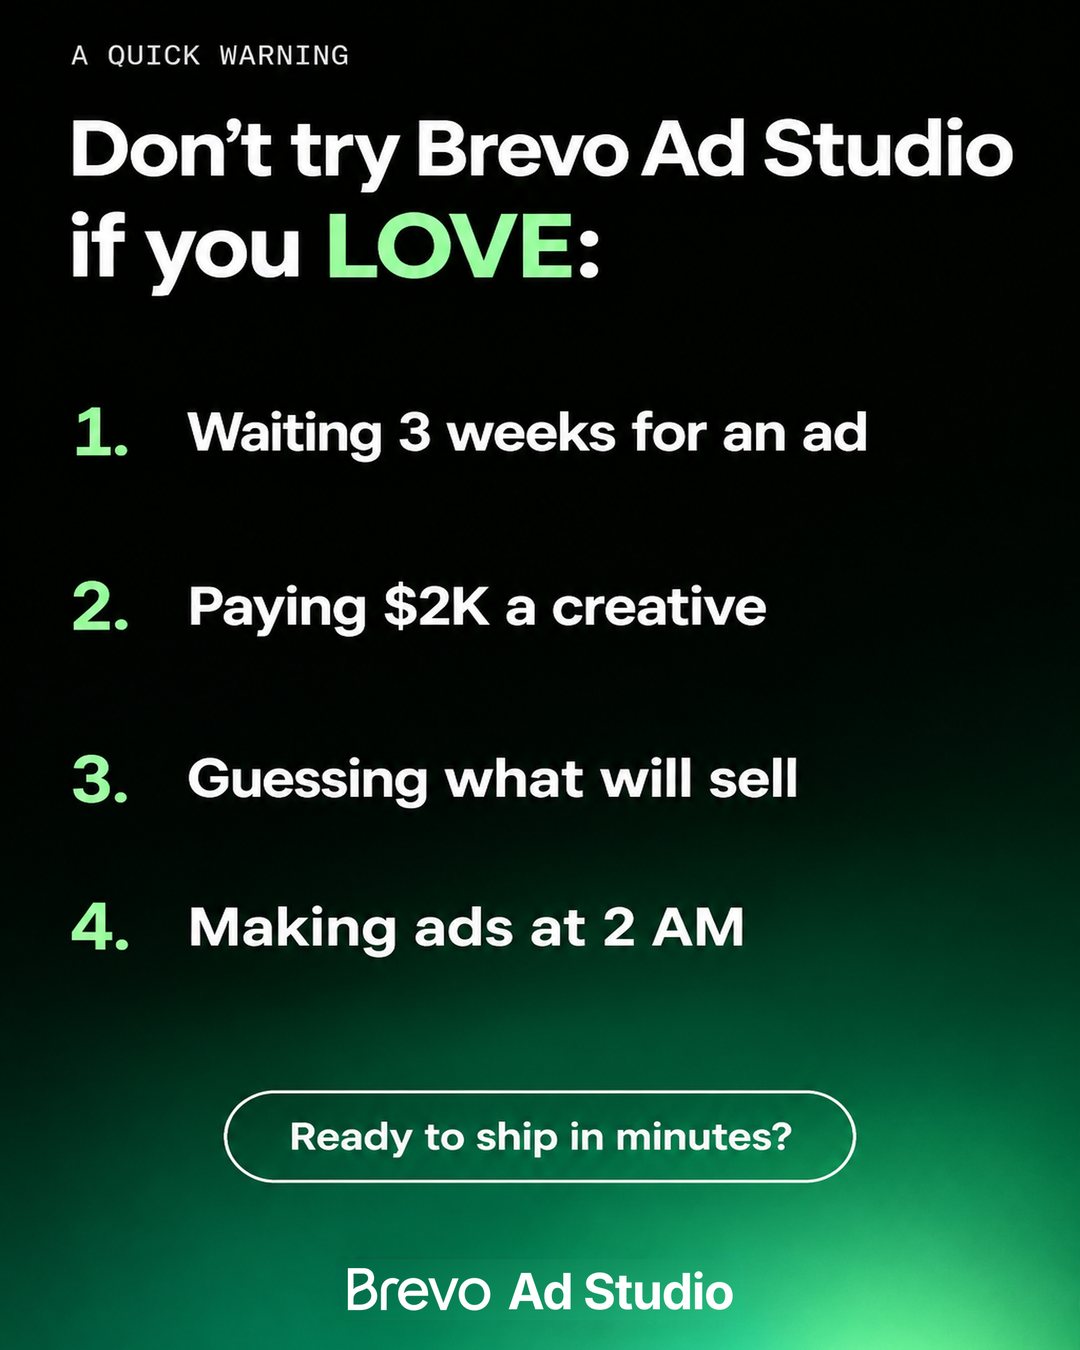 A QUICK WARNING
Don’t try Brevo Ad Studio
if you LOVE:
1. Waiting 3 weeks for an ad
2. Paying $2K a creative
3. Guessing what will sell
4. Making ads at 2 AM
Ready to ship in minutes?
Brevo Ad Studio